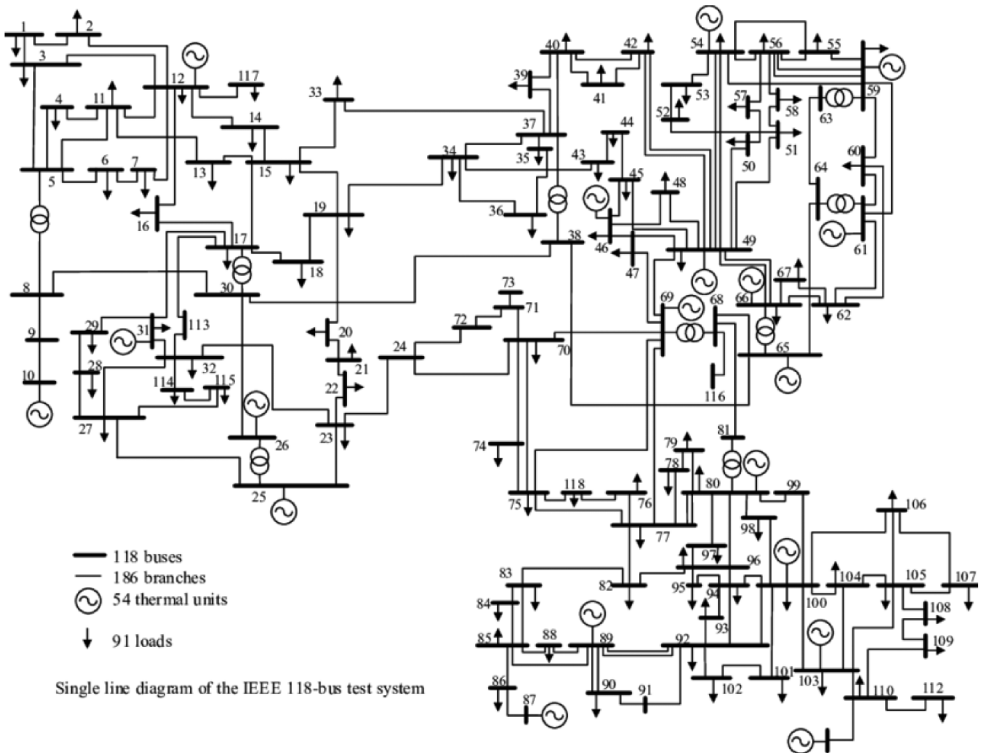 1 2 3 4 11 12 117 14 5 6 7 13 15 33
16 17 18 19 8 30 9 10
29 31 113 28 32 114 115 27 26 25
20 21 22 23 24
40 42 39 41 37 44 34 35 43 45 36 48 38 46 47
54 56 55 53 52 57 58 59 63 51 50 60 64 61
49 67 66 62 65 69 68 116
73 71 72 70 74 75 118 76 77
81 79 78 80 99 98 97 96 95 94 93
106 100 104 105 107 108 109
83 82 84 85 88 89 92 86 87 90 91 102 101 103 110 112
118 buses
186 branches
54 thermal units
91 loads
Single line diagram of the IEEE 118-bus test system